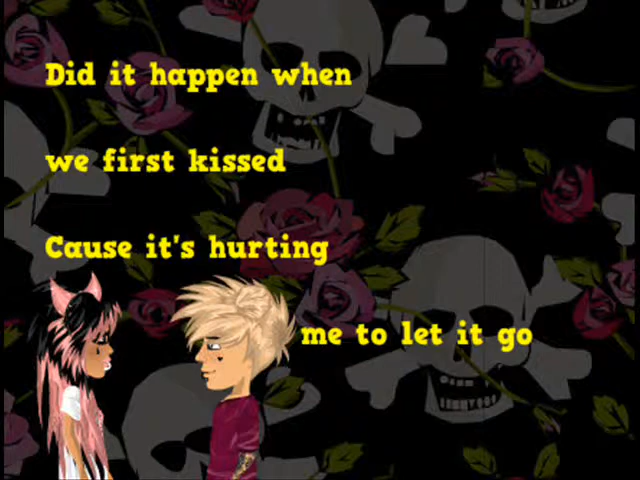 Did it happen when
we first kissed
Cause it's hurting
me to let it go